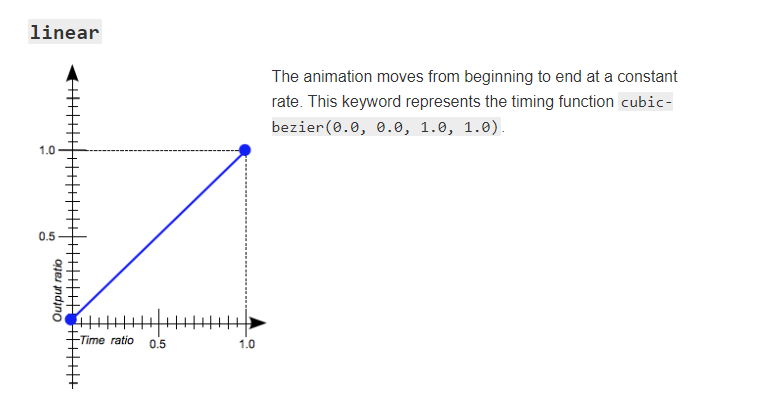 linear
The animation moves from beginning to end at a constant
rate. This keyword represents the timing function cubic-
bezier(0.0, 0.0, 1.0, 1.0).
1.0
0.5
Output ratio
Time ratio
0.5
1.0